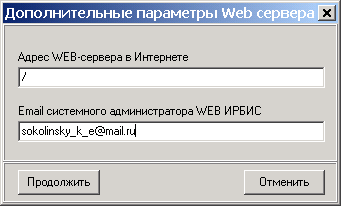 Дополнительные параметры Web сервера
Адрес WEB-сервера в Интернете
/
Email системного администратора WEB ИРБИС
sokolinsky_k_e@mail.ru
Продолжить
Отменить